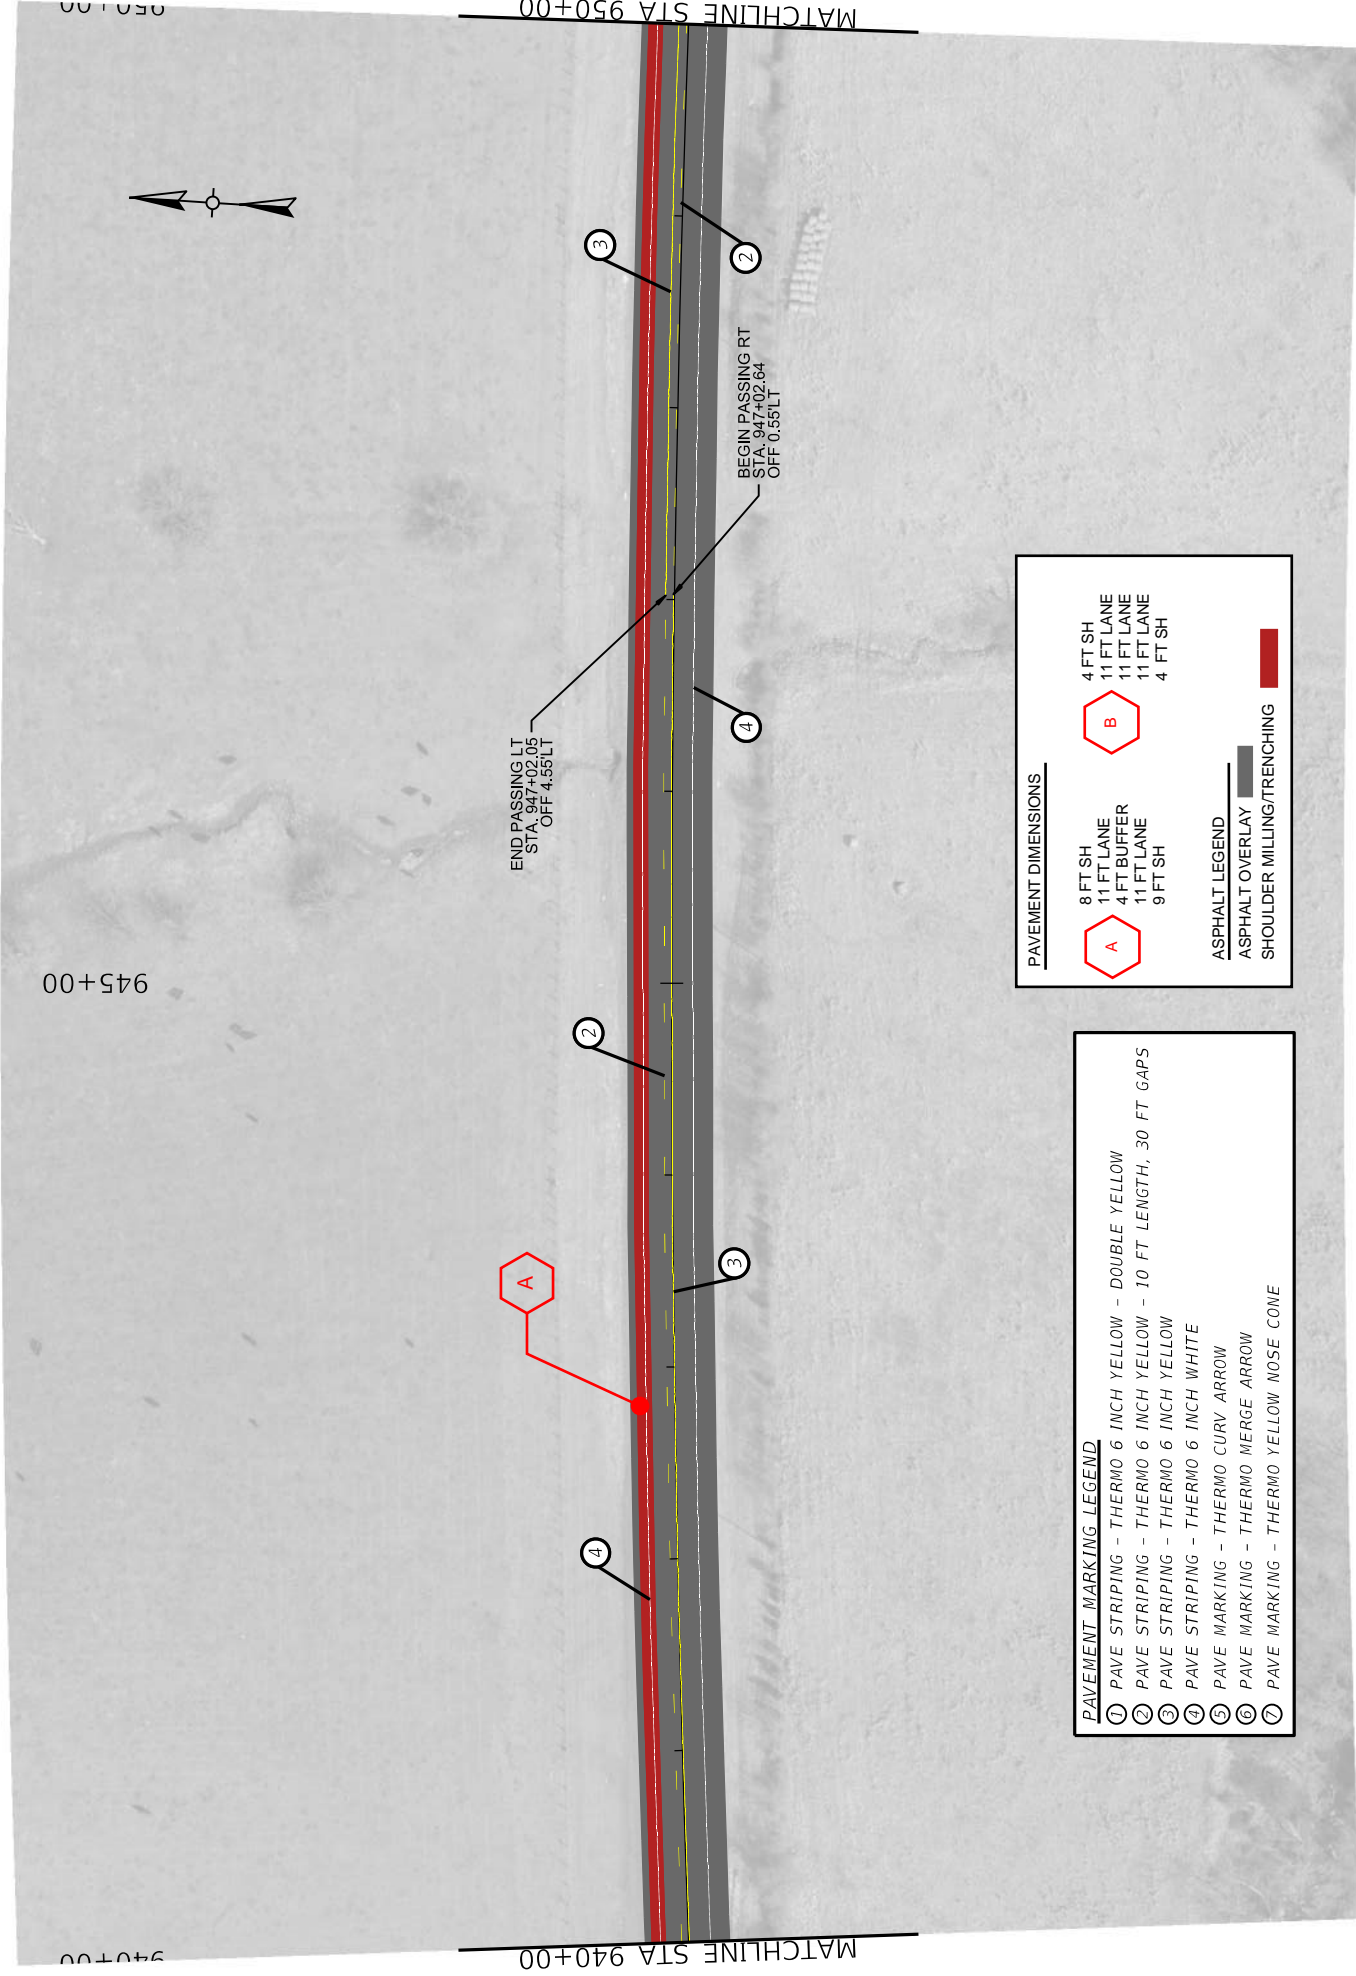 950+00
MATCHLINE STA 950+00
3
2
BEGIN PASSING RT
STA. 947+02.64
OFF 0.55'LT
END PASSING LT
STA. 947+02.05
OFF 4.55'LT
4
945+00
2
3
A
4
MATCHLINE STA 940+00
940+00
PAVEMENT DIMENSIONS
A
8 FT SH
11 FT LANE
4 FT BUFFER
11 FT LANE
9 FT SH
B
4 FT SH
11 FT LANE
11 FT LANE
11 FT LANE
4 FT SH
ASPHALT LEGEND
ASPHALT OVERLAY
SHOULDER MILLING/TRENCHING
PAVEMENT MARKING LEGEND
1 PAVE STRIPING - THERMO 6 INCH YELLOW - DOUBLE YELLOW
2 PAVE STRIPING - THERMO 6 INCH YELLOW - 10 FT LENGTH, 30 FT GAPS
3 PAVE STRIPING - THERMO 6 INCH YELLOW
4 PAVE STRIPING - THERMO 6 INCH WHITE
5 PAVE MARKING - THERMO CURV ARROW
6 PAVE MARKING - THERMO MERGE ARROW
7 PAVE MARKING - THERMO YELLOW NOSE CONE